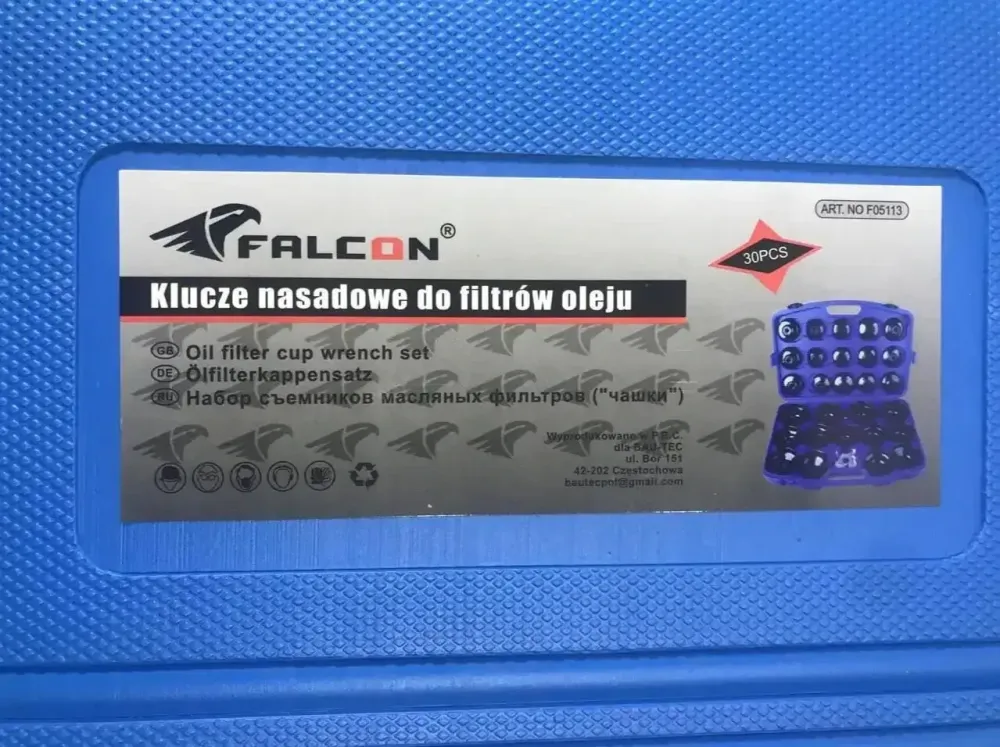 FALCON®
ART. NO F05113
30PCS
Klucze nasadowe do filtrów oleju
GB Oil filter cup wrench set
DE Ölfilterkappensatz
RU Набор съемников масляных фильтров ("чашки")
Wyprodukowano w P.R.C.
dla BAU-TEC
ul. Bór 151
42-202 Częstochowa
bautecpnf@gmail.com